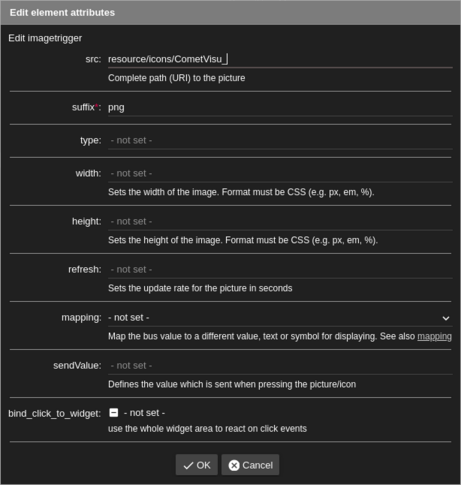 Edit element attributes
Edit imagetrigger
src: resource/icons/CometVisu_
Complete path (URI) to the picture
suffix*: png
type: - not set -
width: - not set -
Sets the width of the image. Format must be CSS (e.g. px, em, %).
height: - not set -
Sets the height of the image. Format must be CSS (e.g. px, em, %).
refresh: - not set -
Sets the update rate for the picture in seconds
mapping: - not set -
Map the bus value to a different value, text or symbol for displaying. See also mapping
sendValue: - not set -
Defines the value which is sent when pressing the picture/icon
bind_click_to_widget: - not set -
use the whole widget area to react on click events
OK Cancel